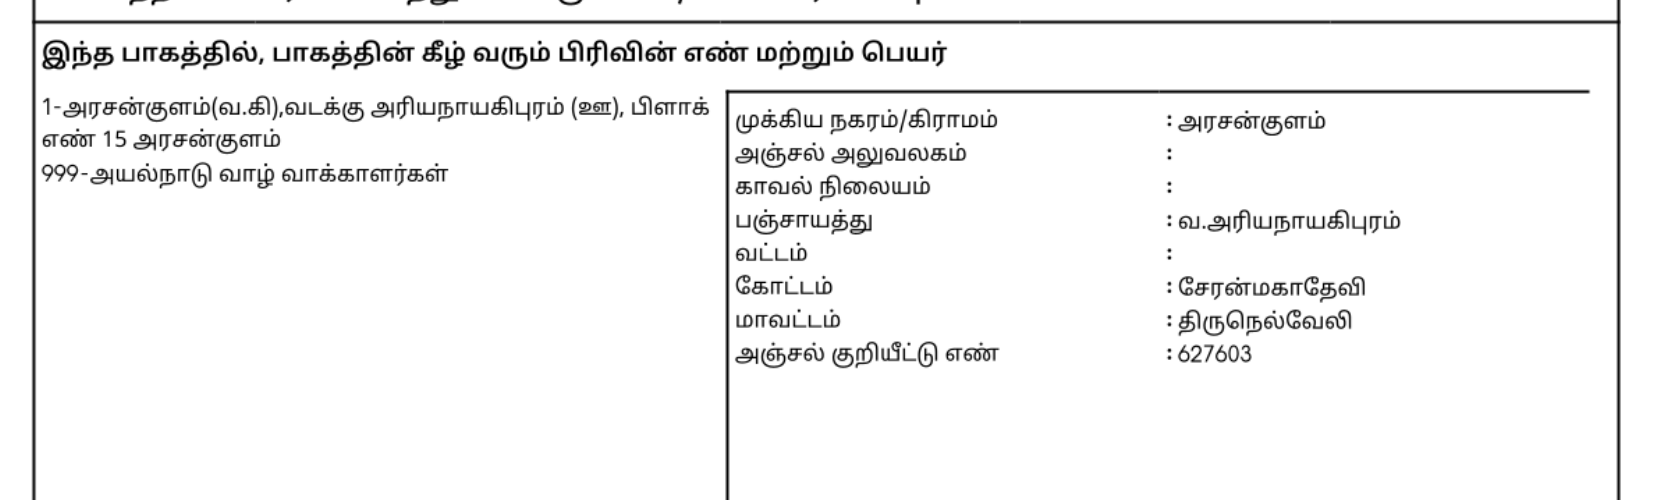 இந்த பாகத்தில், பாகத்தின் கீழ் வரும் பிரிவின் எண் மற்றும் பெயர்
1-அரசன்குளம்(வ.கி),வடக்கு அரியநாயகிபுரம் (ஊ), பிளாக்
எண் 15 அரசன்குளம்
999-அயல்நாடு வாழ் வாக்காளர்கள்
முக்கிய நகரம்/கிராமம் : அரசன்குளம்
அஞ்சல் அலுவலகம் :
காவல் நிலையம் :
பஞ்சாயத்து : வ.அரியநாயகிபுரம்
வட்டம் :
கோட்டம் : சேரன்மகாதேவி
மாவட்டம் : திருநெல்வேலி
அஞ்சல் குறியீட்டு எண் : 627603